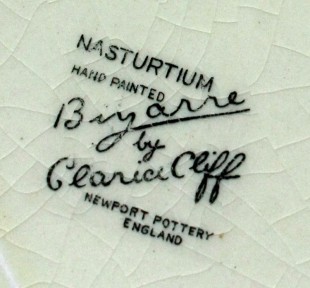 NASTURTIUM
HAND PAINTED
Bizarre
by
Clarice Cliff
NEWPORT POTTERY
ENGLAND